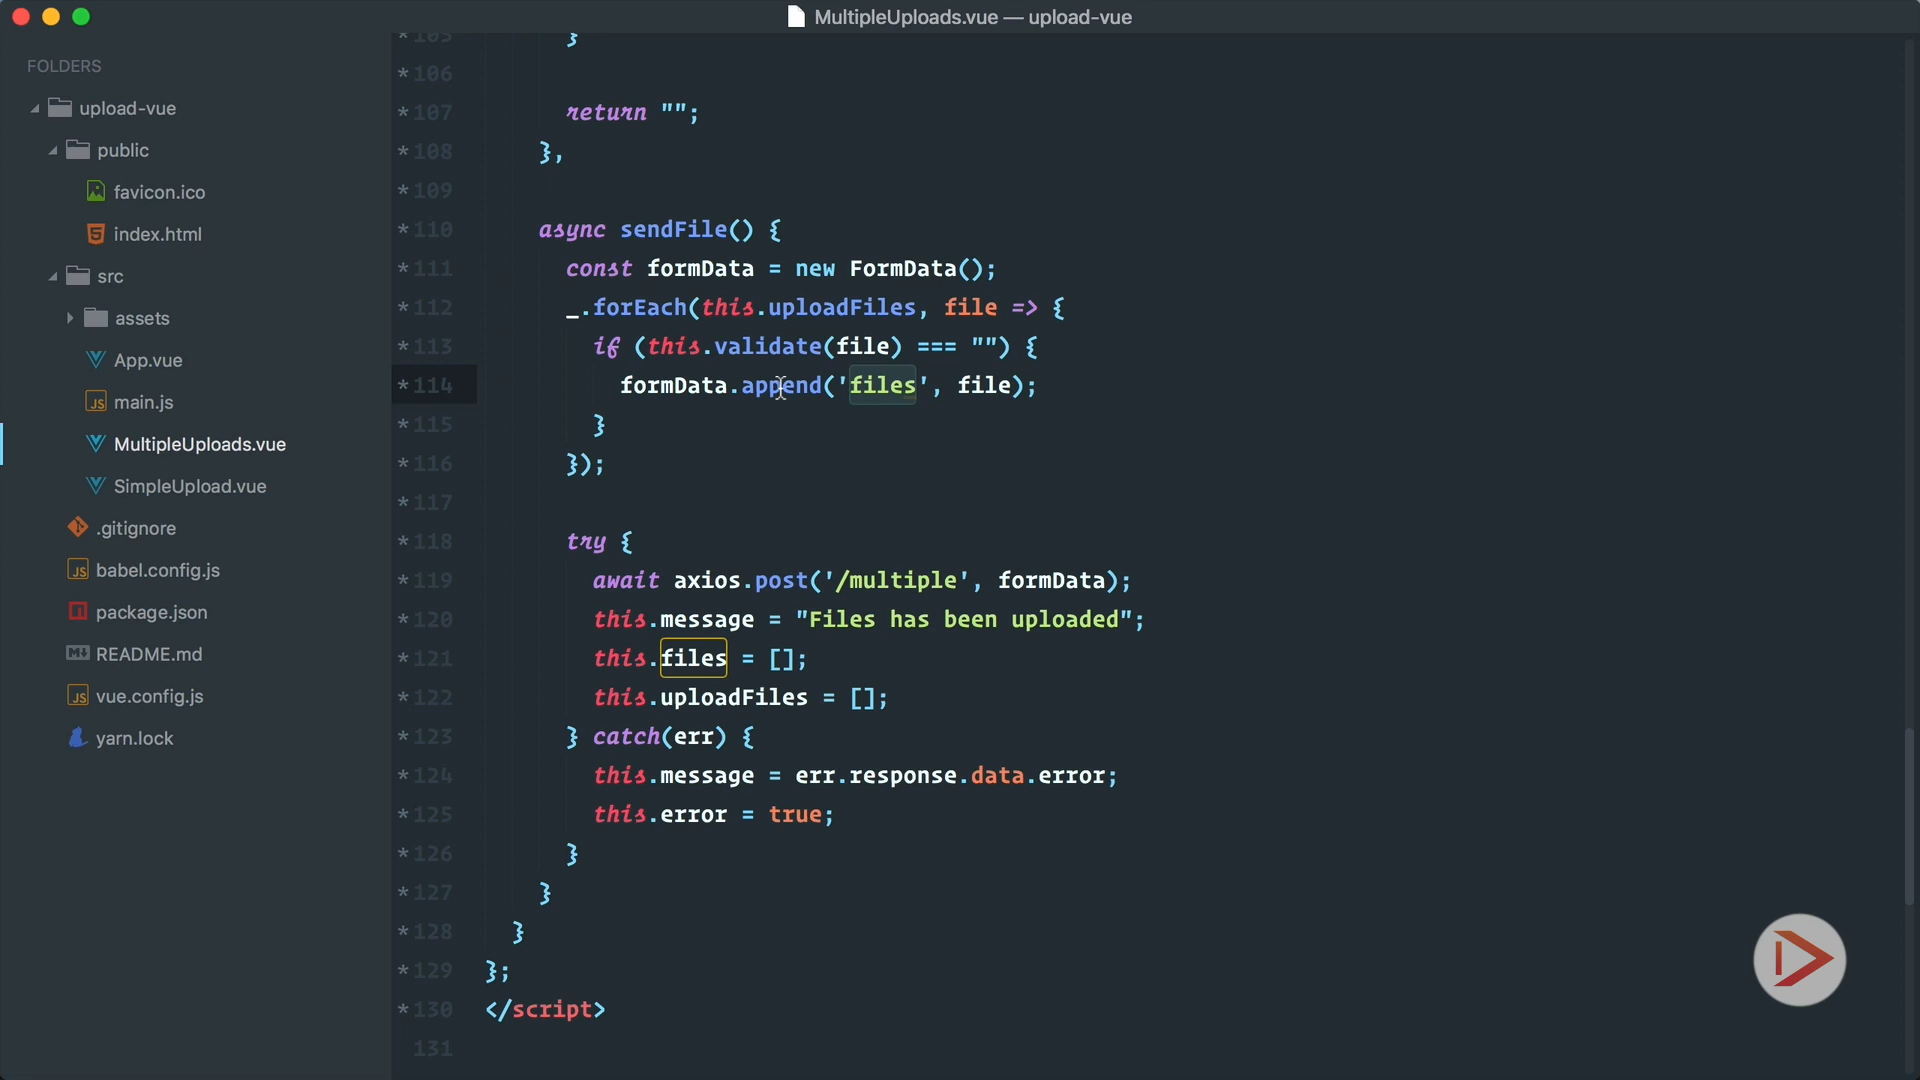 MultipleUploads.vue — upload-vue
FOLDERS
upload-vue
public
favicon.ico
index.html
src
assets
App.vue
main.js
MultipleUploads.vue
SimpleUpload.vue
.gitignore
babel.config.js
package.json
README.md
vue.config.js
yarn.lock
*105 }
*106
*107 return "";
*108 },
*109
*110 async sendFile() {
*111 const formData = new FormData();
*112 _.forEach(this.uploadFiles, file => {
*113 if (this.validate(file) === "") {
*114 formData.append('files', file);
*115 }
*116 });
*117
*118 try {
*119 await axios.post('/multiple', formData);
*120 this.message = "Files has been uploaded";
*121 this.files = [];
*122 this.uploadFiles = [];
*123 } catch(err) {
*124 this.message = err.response.data.error;
*125 this.error = true;
*126 }
*127 }
*128 }
*129 };
*130 </script>
131